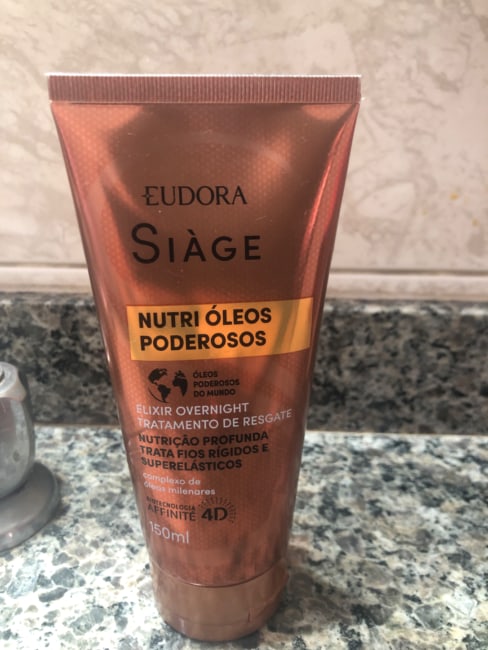 EUDORA
SIÀGE
NUTRI ÓLEOS
PODEROSOS
ÓLEOS
PODEROSOS
DO MUNDO
ELIXIR OVERNIGHT
TRATAMENTO DE RESGATE
NUTRIÇÃO PROFUNDA
TRATA FIOS RÍGIDOS E
SUPERELÁSTICOS
complexo de
óleos milenares
BIOTECNOLOGIA
AFFINITÉ 4D
150ml